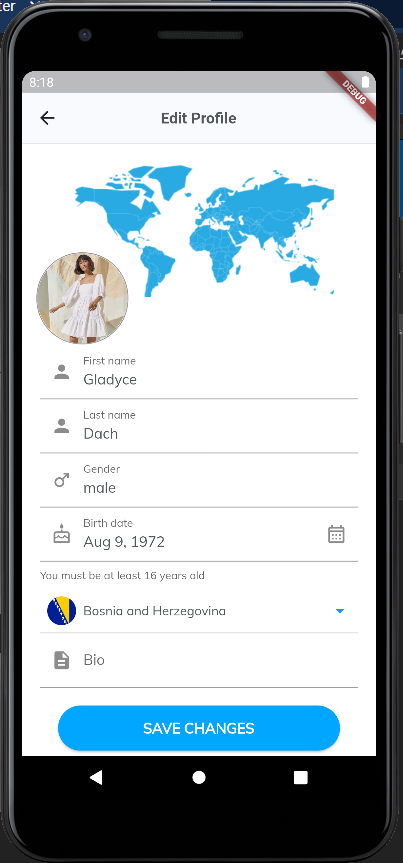 ter
8:18
DEBUG
Edit Profile
First name
Gladyce
Last name
Dach
Gender
male
Birth date
Aug 9, 1972
You must be at least 16 years old
Bosnia and Herzegovina
Bio
SAVE CHANGES